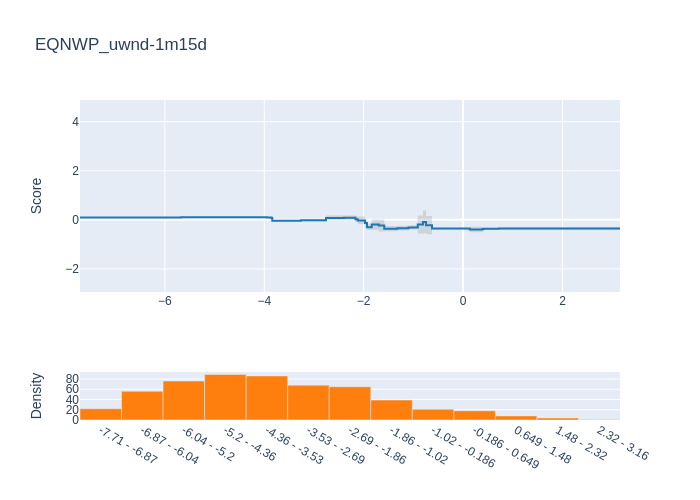 EQNWP_uwnd-1m15d
Score
4
2
0
−2
−6
−4
−2
0
2
Density
80
60
40
20
0
-7.71 - -6.87
-6.87 - -6.04
-6.04 - -5.2
-5.2 - -4.36
-4.36 - -3.53
-3.53 - -2.69
-2.69 - -1.86
-1.86 - -1.02
-1.02 - -0.186
-0.186 - 0.649
0.649 - 1.48
1.48 - 2.32
2.32 - 3.16